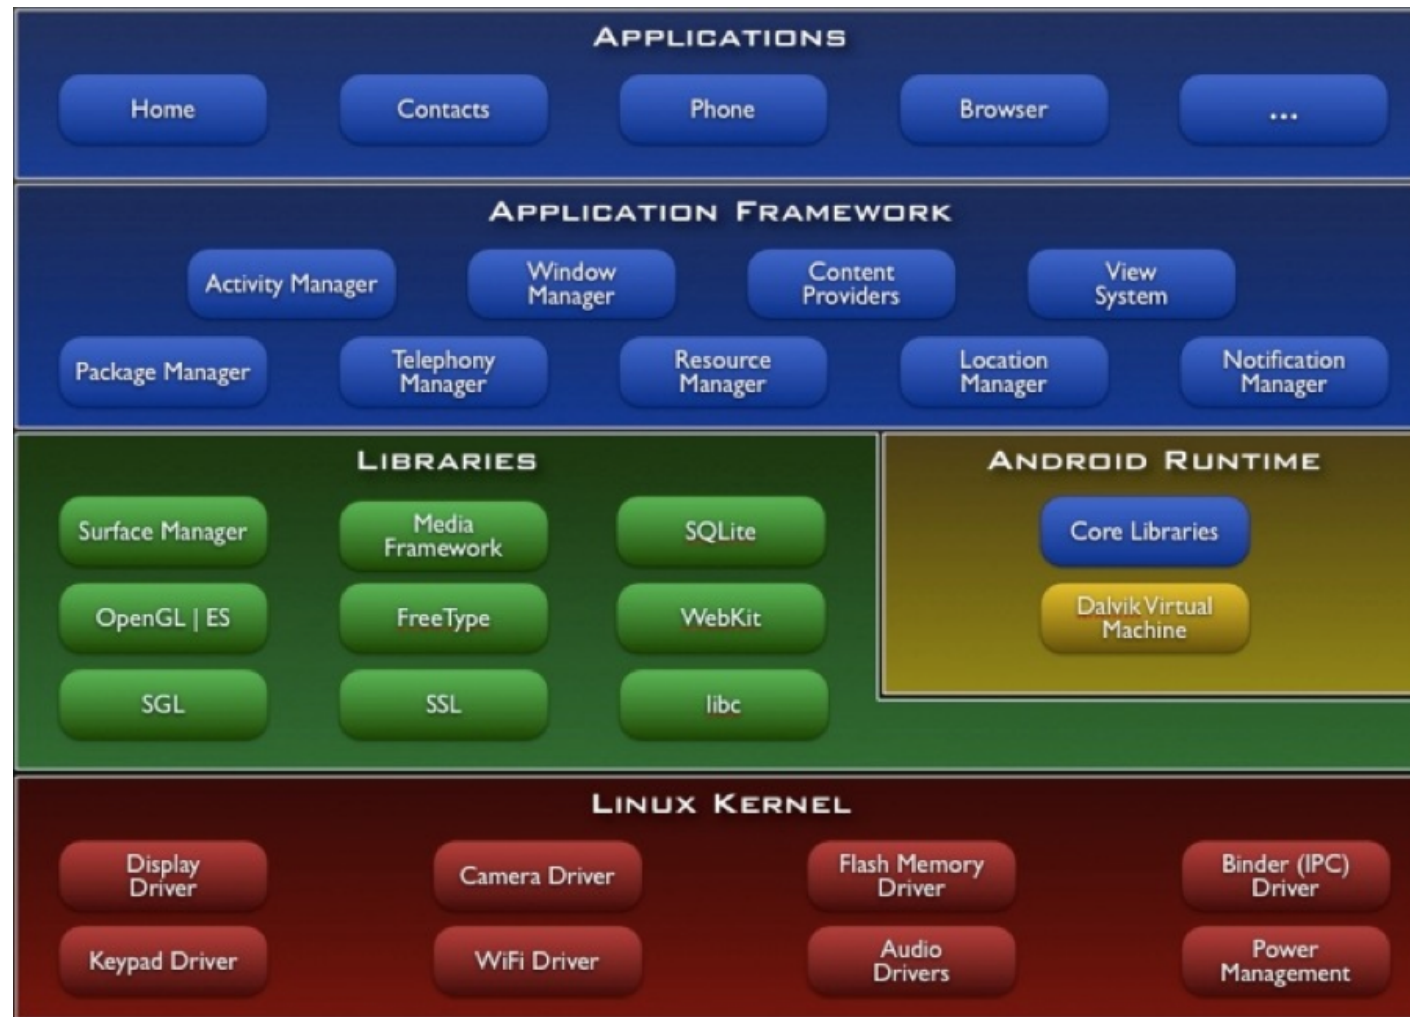 APPLICATIONS
Home
Contacts
Phone
Browser
...
APPLICATION FRAMEWORK
Activity Manager
Window
Manager
Content
Providers
View
System
Package Manager
Telephony
Manager
Resource
Manager
Location
Manager
Notification
Manager
LIBRARIES
Surface Manager
Media
Framework
SQLite
OpenGL | ES
FreeType
WebKit
SGL
SSL
libc
ANDROID RUNTIME
Core Libraries
Dalvik Virtual
Machine
LINUX KERNEL
Display
Driver
Camera Driver
Flash Memory
Driver
Binder (IPC)
Driver
Keypad Driver
WiFi Driver
Audio
Drivers
Power
Management